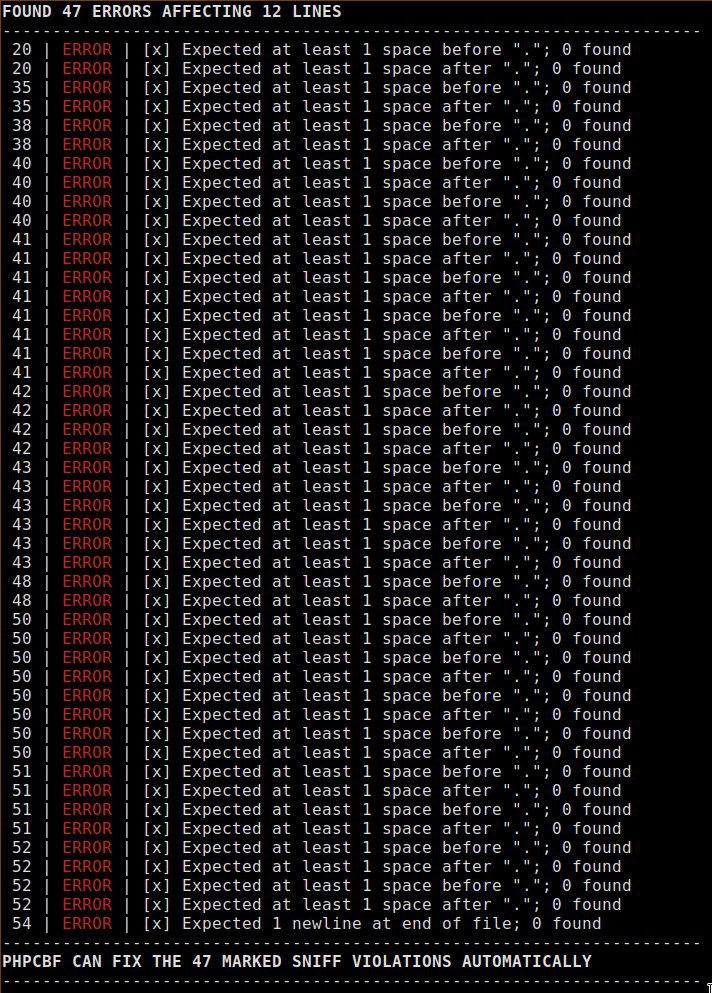 FOUND 47 ERRORS AFFECTING 12 LINES
----------------------------------------------------------------------
20 | ERROR | [x] Expected at least 1 space before "."; 0 found
20 | ERROR | [x] Expected at least 1 space after "."; 0 found
35 | ERROR | [x] Expected at least 1 space before "."; 0 found
35 | ERROR | [x] Expected at least 1 space after "."; 0 found
38 | ERROR | [x] Expected at least 1 space before "."; 0 found
38 | ERROR | [x] Expected at least 1 space after "."; 0 found
40 | ERROR | [x] Expected at least 1 space before "."; 0 found
40 | ERROR | [x] Expected at least 1 space after "."; 0 found
40 | ERROR | [x] Expected at least 1 space before "."; 0 found
40 | ERROR | [x] Expected at least 1 space after "."; 0 found
41 | ERROR | [x] Expected at least 1 space before "."; 0 found
41 | ERROR | [x] Expected at least 1 space after "."; 0 found
41 | ERROR | [x] Expected at least 1 space before "."; 0 found
41 | ERROR | [x] Expected at least 1 space after "."; 0 found
41 | ERROR | [x] Expected at least 1 space before "."; 0 found
41 | ERROR | [x] Expected at least 1 space after "."; 0 found
41 | ERROR | [x] Expected at least 1 space before "."; 0 found
41 | ERROR | [x] Expected at least 1 space after "."; 0 found
42 | ERROR | [x] Expected at least 1 space before "."; 0 found
42 | ERROR | [x] Expected at least 1 space after "."; 0 found
42 | ERROR | [x] Expected at least 1 space before "."; 0 found
42 | ERROR | [x] Expected at least 1 space after "."; 0 found
43 | ERROR | [x] Expected at least 1 space before "."; 0 found
43 | ERROR | [x] Expected at least 1 space after "."; 0 found
43 | ERROR | [x] Expected at least 1 space before "."; 0 found
43 | ERROR | [x] Expected at least 1 space after "."; 0 found
43 | ERROR | [x] Expected at least 1 space before "."; 0 found
43 | ERROR | [x] Expected at least 1 space after "."; 0 found
48 | ERROR | [x] Expected at least 1 space before "."; 0 found
48 | ERROR | [x] Expected at least 1 space after "."; 0 found
50 | ERROR | [x] Expected at least 1 space before "."; 0 found
50 | ERROR | [x] Expected at least 1 space after "."; 0 found
50 | ERROR | [x] Expected at least 1 space before "."; 0 found
50 | ERROR | [x] Expected at least 1 space after "."; 0 found
50 | ERROR | [x] Expected at least 1 space before "."; 0 found
50 | ERROR | [x] Expected at least 1 space after "."; 0 found
50 | ERROR | [x] Expected at least 1 space before "."; 0 found
50 | ERROR | [x] Expected at least 1 space after "."; 0 found
51 | ERROR | [x] Expected at least 1 space before "."; 0 found
51 | ERROR | [x] Expected at least 1 space after "."; 0 found
51 | ERROR | [x] Expected at least 1 space before "."; 0 found
51 | ERROR | [x] Expected at least 1 space after "."; 0 found
52 | ERROR | [x] Expected at least 1 space before "."; 0 found
52 | ERROR | [x] Expected at least 1 space after "."; 0 found
52 | ERROR | [x] Expected at least 1 space before "."; 0 found
52 | ERROR | [x] Expected at least 1 space after "."; 0 found
54 | ERROR | [x] Expected 1 newline at end of file; 0 found
----------------------------------------------------------------------
PHPCBF CAN FIX THE 47 MARKED SNIFF VIOLATIONS AUTOMATICALLY
----------------------------------------------------------------------